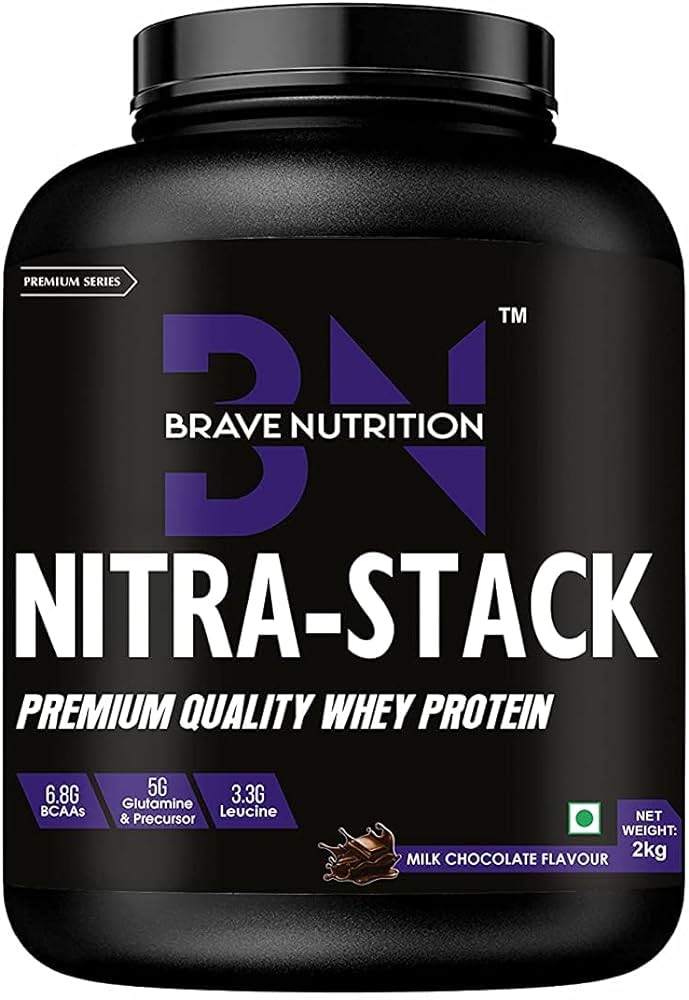 PREMIUM SERIES
BN
TM
BRAVE NUTRITION
NITRA-STACK
PREMIUM QUALITY WHEY PROTEIN
6.8G
BCAAs
5G
Glutamine
& Precursor
3.3G
Leucine
MILK CHOCOLATE FLAVOUR
NET
WEIGHT:
2kg